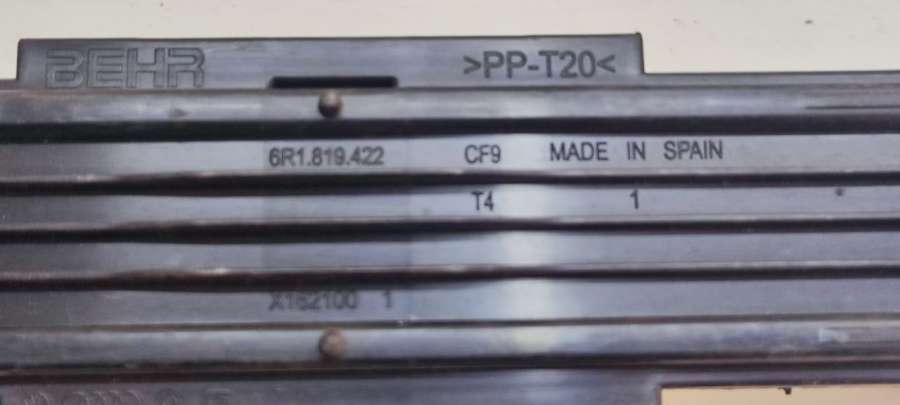 BEHR >PP-T20<
6R1.819.422 CF9 MADE IN SPAIN
T4 1
X162100 1